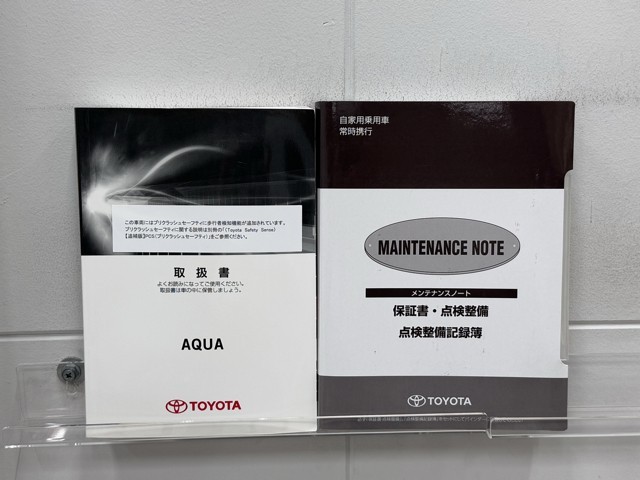 この車両にはプリクラッシュセーフティに歩行者検知機能が追加されています。
プリクラッシュセーフティに関する説明は別冊の「(Toyota Safety Sense)
【追補版】PCS(プリクラッシュセーフティ)」をご参照ください。
取扱書
よくお読みになってご使用ください。
取扱書は車の中に保管しましょう。
AQUA
TOYOTA
自家用乗用車
常時携行
MAINTENANCE NOTE
メンテナンスノート
保証書・点検整備
点検整備記録簿
TOYOTA